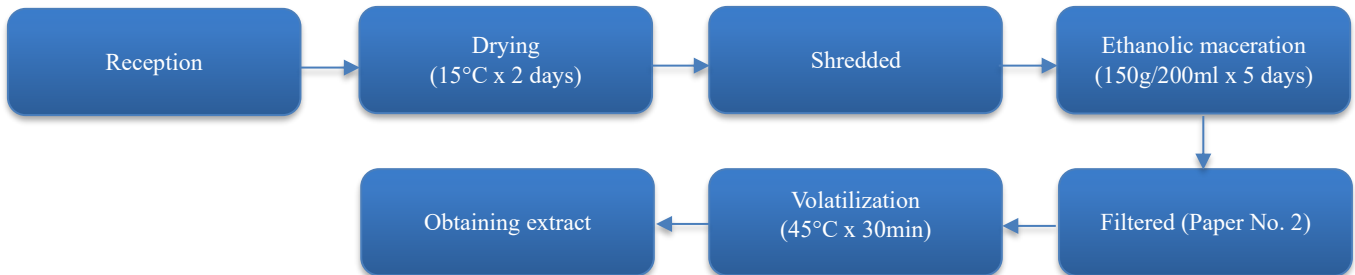 Reception
Drying
(15°C x 2 days)
Shredded
Ethanolic maceration
(150g/200ml x 5 days)
Filtered (Paper No. 2)
Volatilization
(45°C x 30min)
Obtaining extract